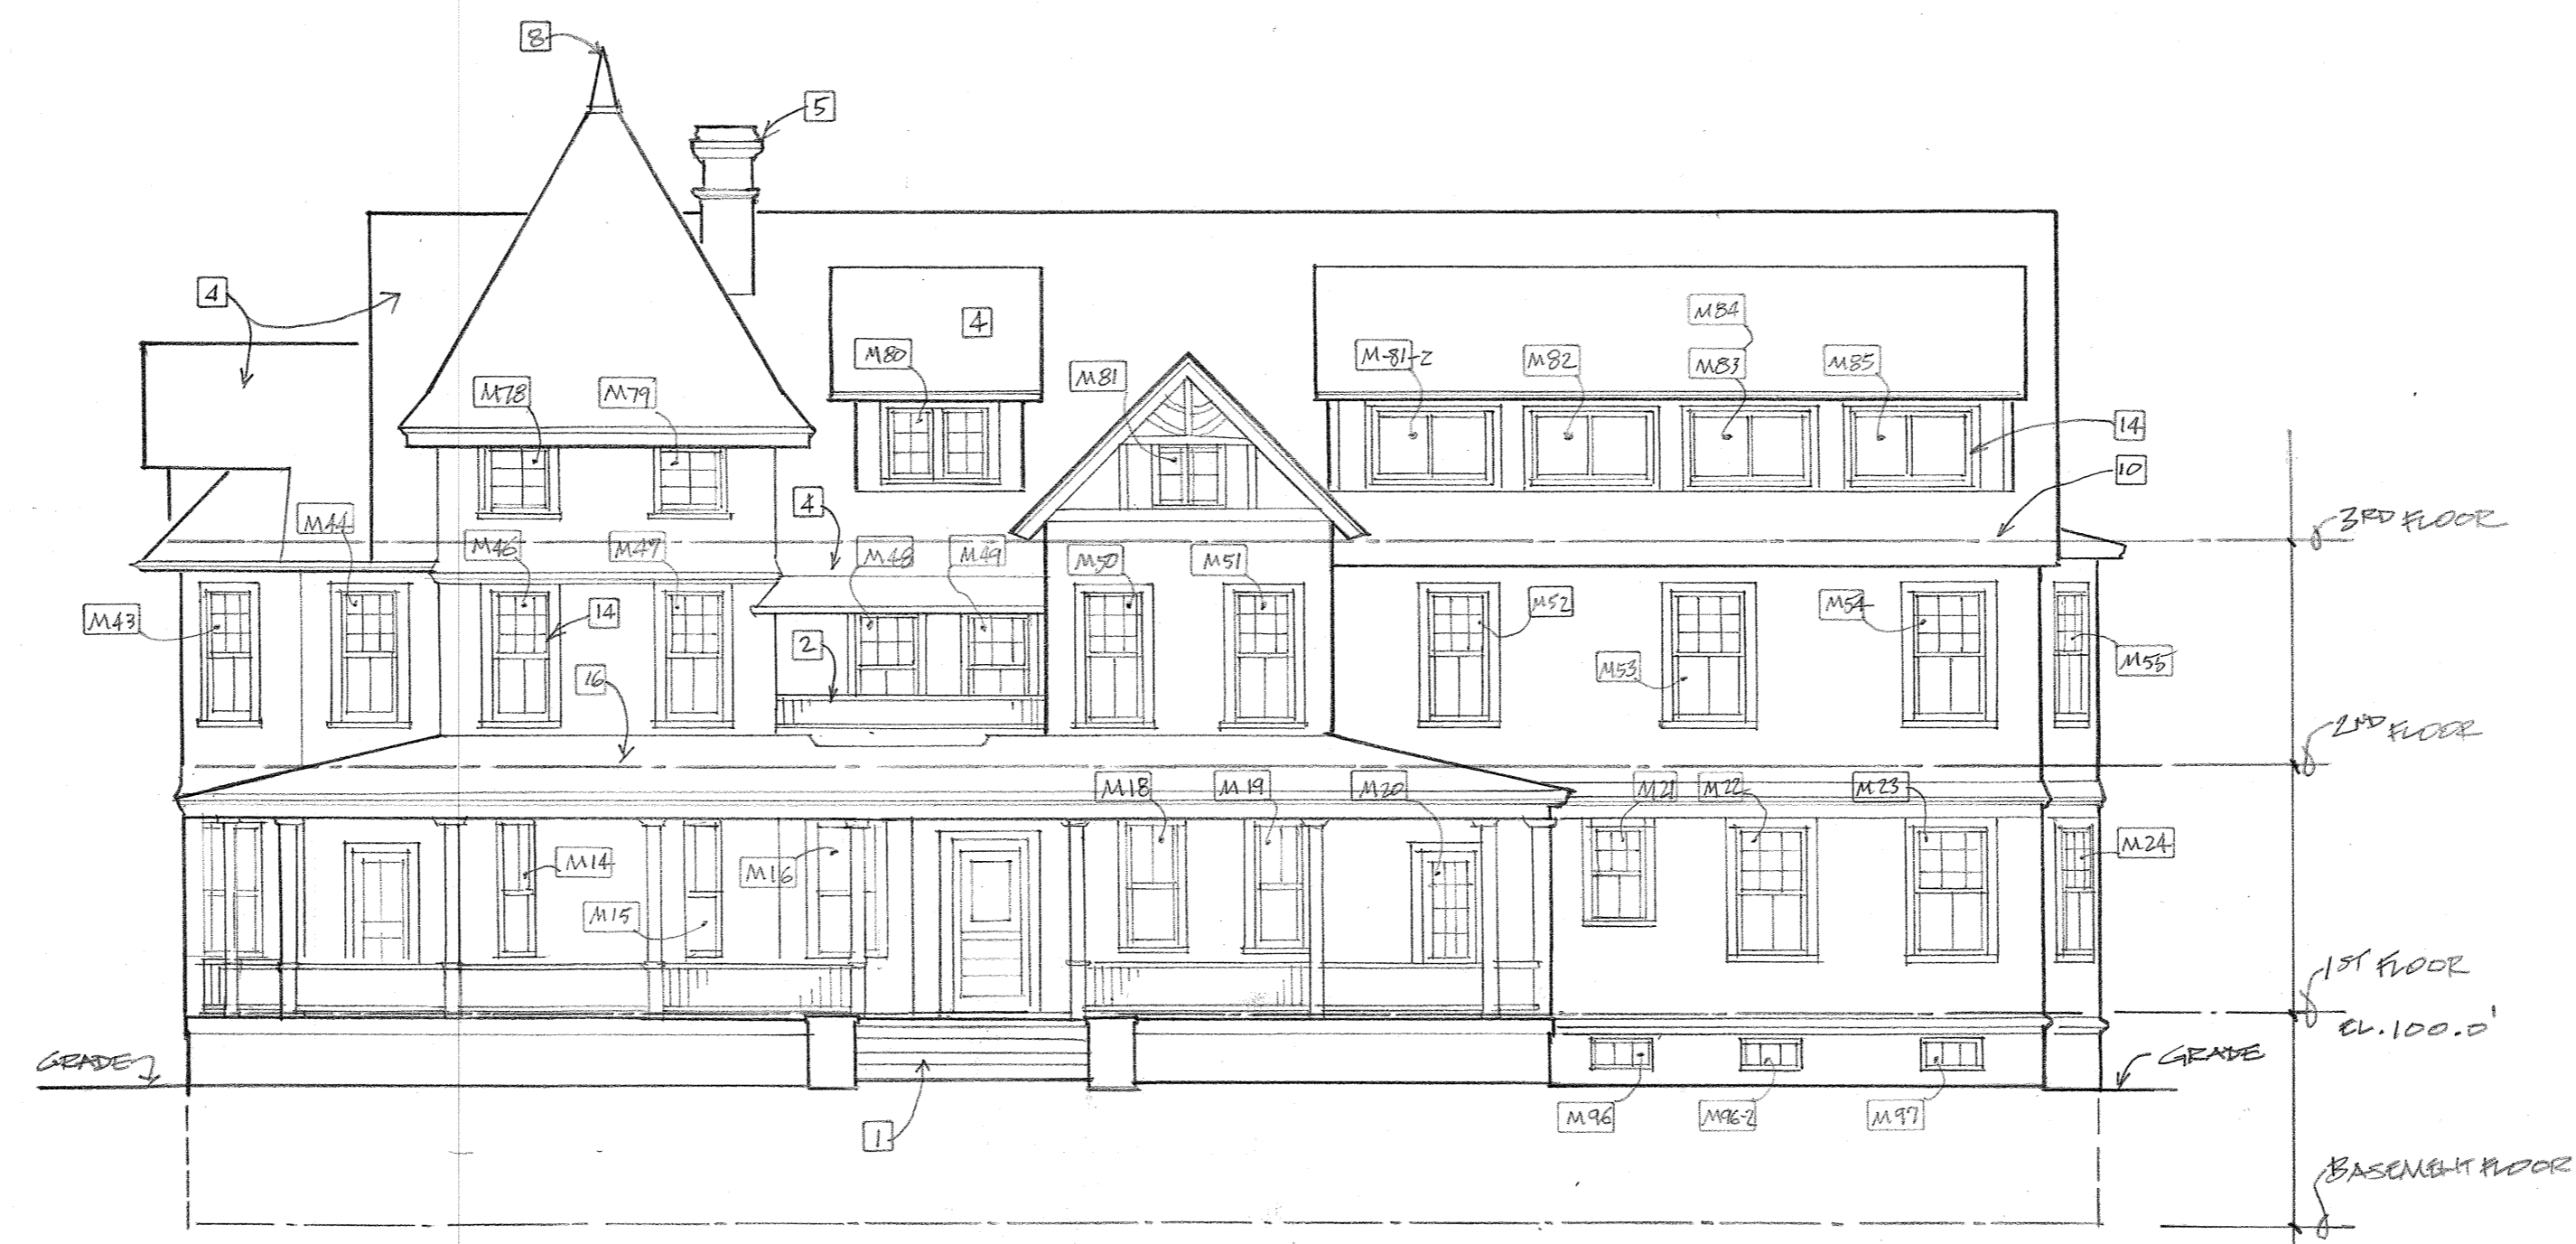 8
5
4
M84
4
M80
M-81-2
M82
M83
M85
M78
M79
M81
14
10
4
3RD FLOOR
M44
M46
M47
M48
M49
M50
M51
M43
14
M52
M54
2
M53
M55
16
2ND FLOOR
M18
M19
M20
M21
M22
M23
M14
M16
M24
M15
1ST FLOOR
EL. 100.0'
GRADE
GRADE
M96
M96-2
M97
1
BASEMENT FLOOR